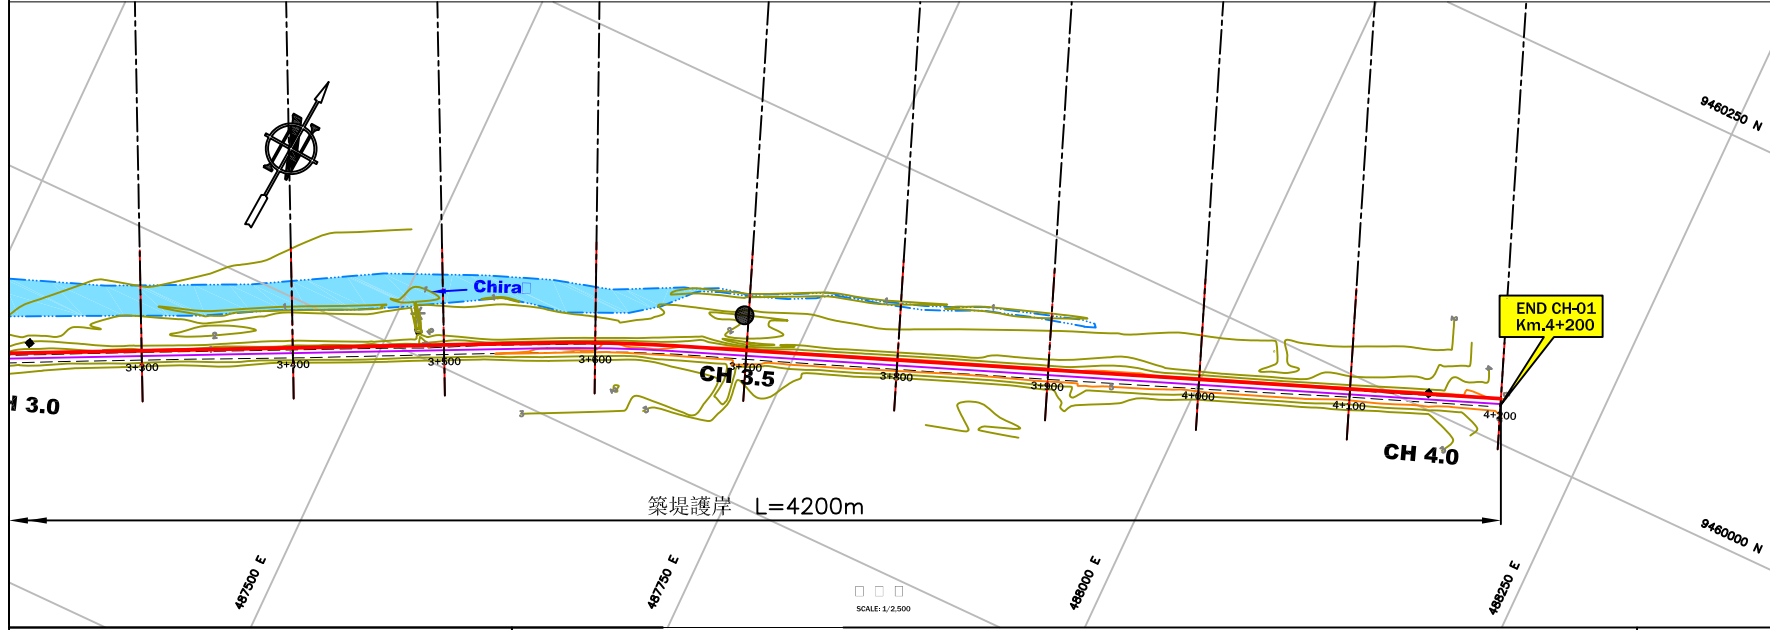 9460250 N
Chira
END CH-01
Km.4+200
3+300
3+400
3+500
3+600
3+700
3+800
3+900
4+000
4+100
4+200
H 3.0
CH 3.5
CH 4.0
築堤護岸 L=4200m
9460000 N
487500 E
487750 E
488000 E
488250 E
SCALE: 1/2,500